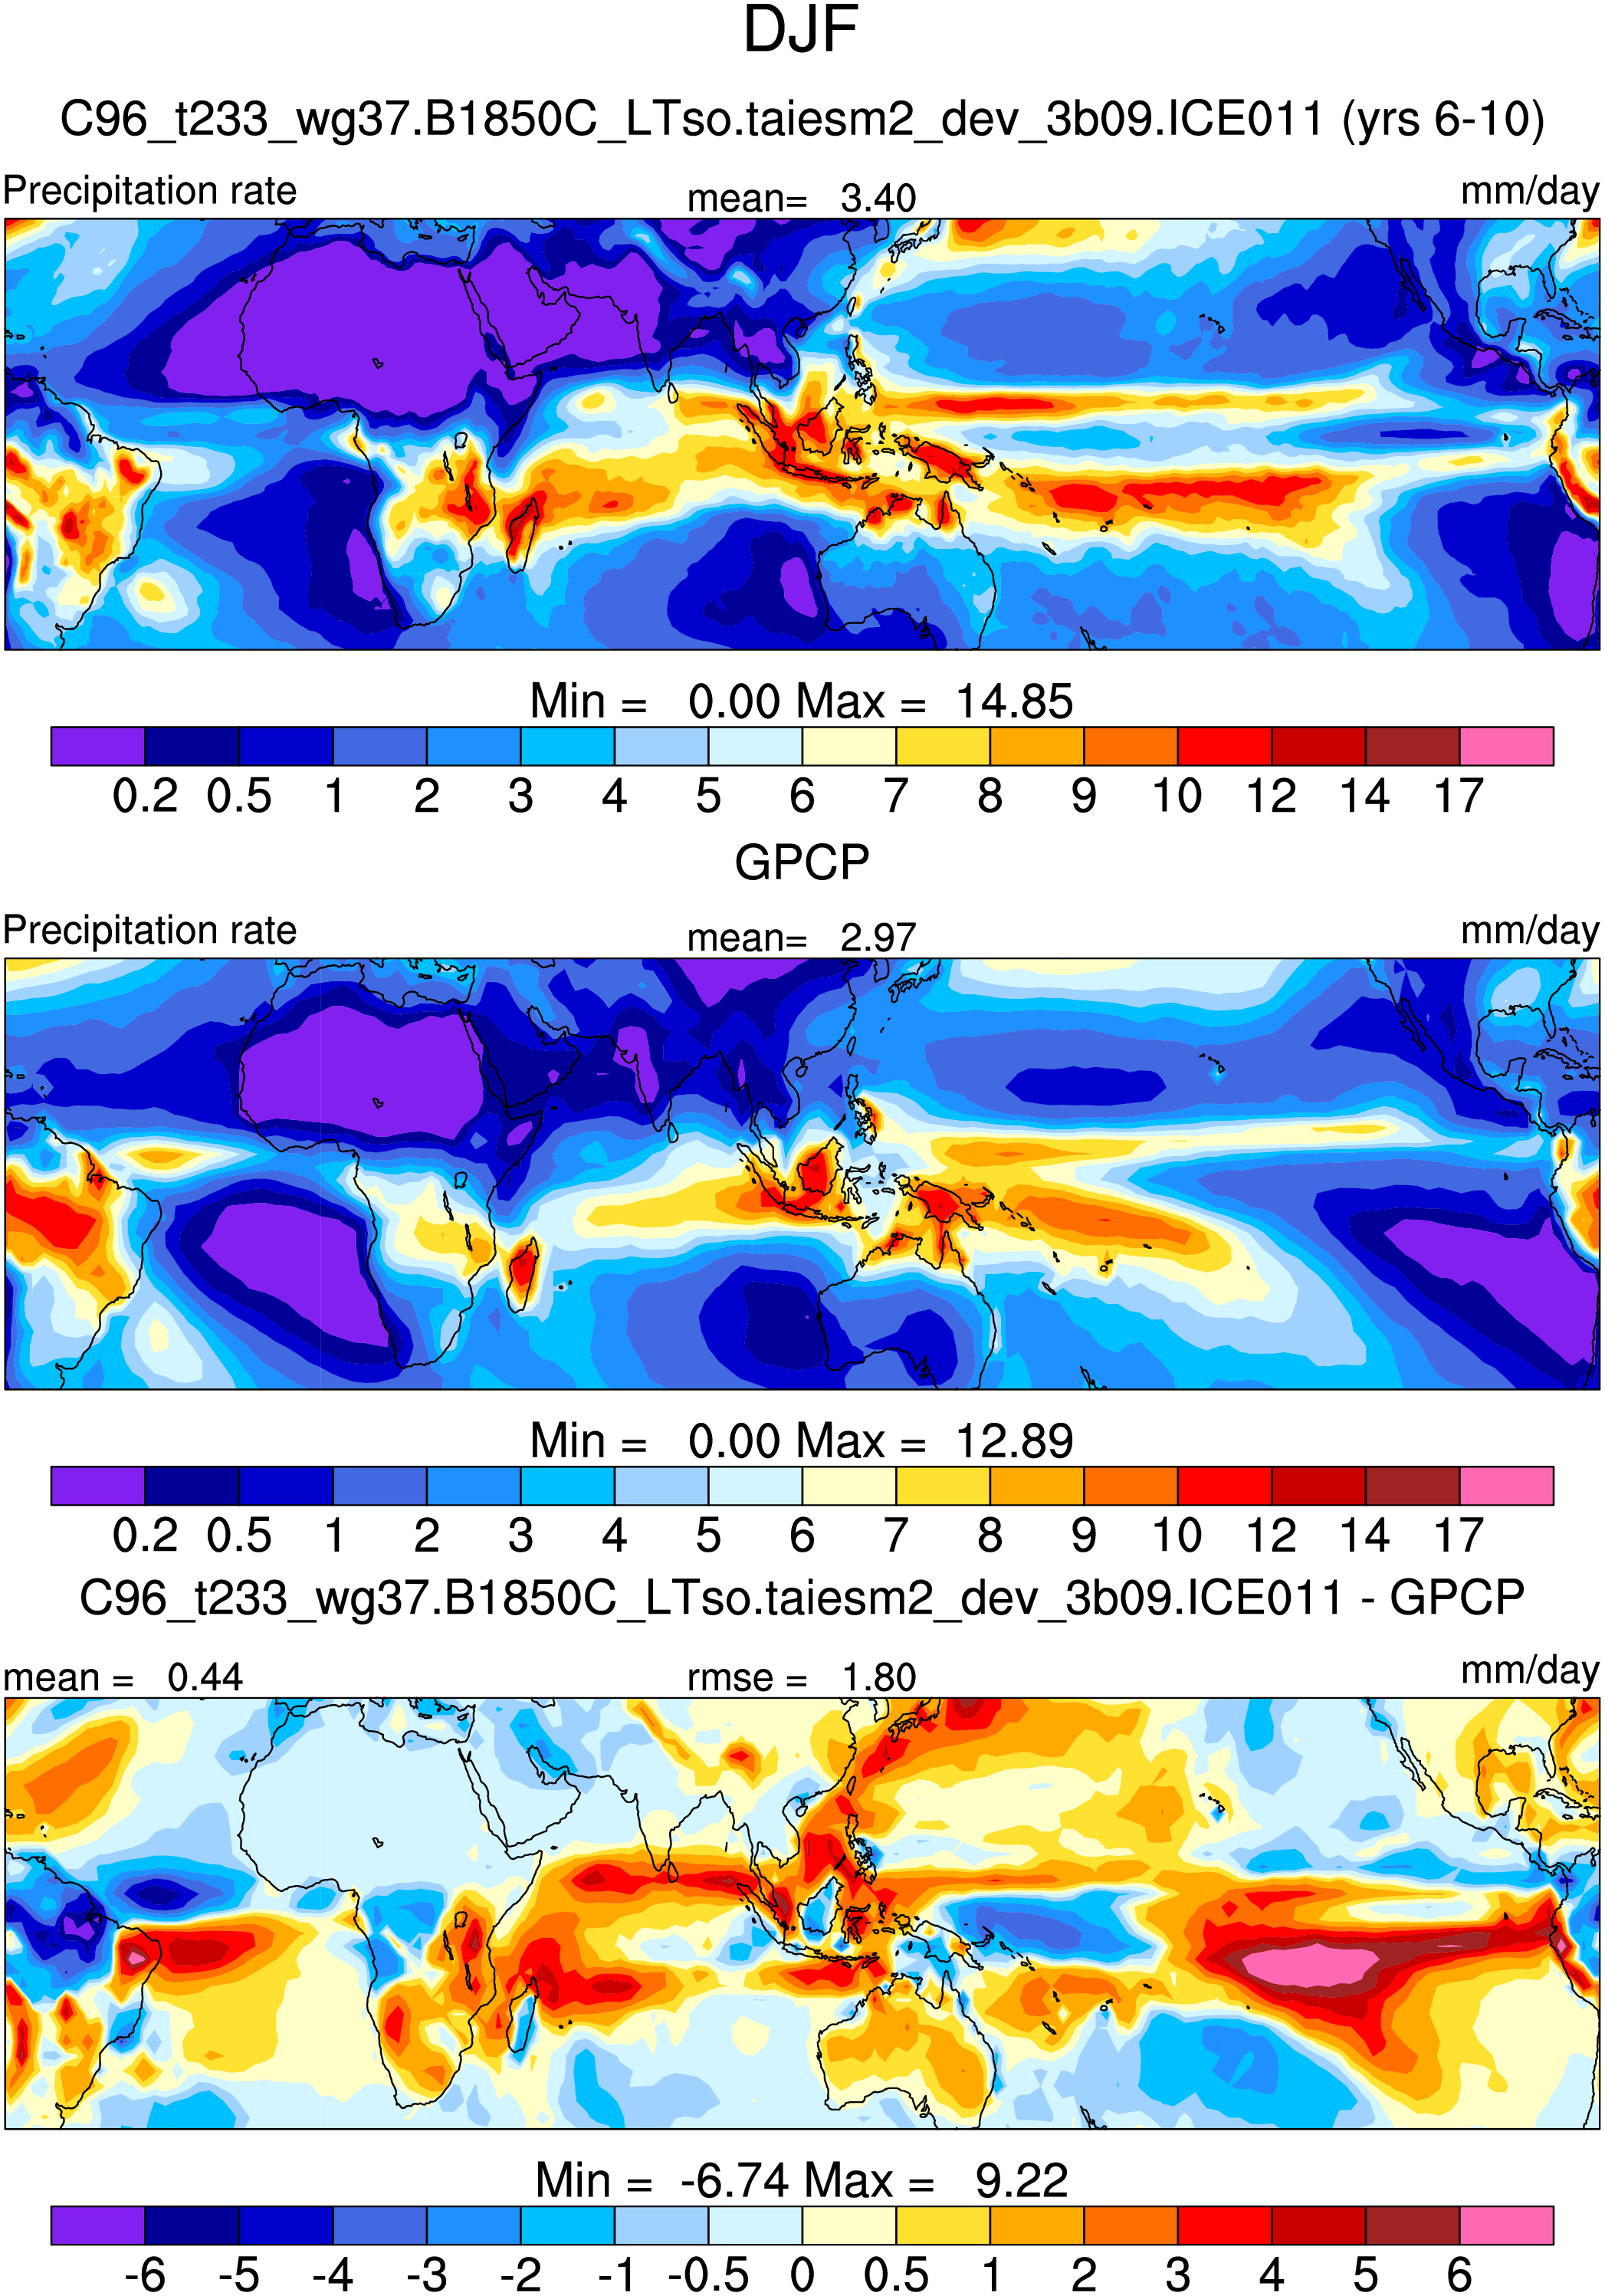 DJF
C96_t233_wg37.B1850C_LTso.taiesm2_dev_3b09.ICE011 (yrs 6-10)
Precipitation rate mean= 3.40 mm/day
Min = 0.00 Max = 14.85
0.2 0.5 1 2 3 4 5 6 7 8 9 10 12 14 17
GPCP
Precipitation rate mean= 2.97 mm/day
Min = 0.00 Max = 12.89
0.2 0.5 1 2 3 4 5 6 7 8 9 10 12 14 17
C96_t233_wg37.B1850C_LTso.taiesm2_dev_3b09.ICE011 - GPCP
mean = 0.44 rmse = 1.80 mm/day
Min = -6.74 Max = 9.22
-6 -5 -4 -3 -2 -1 -0.5 0 0.5 1 2 3 4 5 6